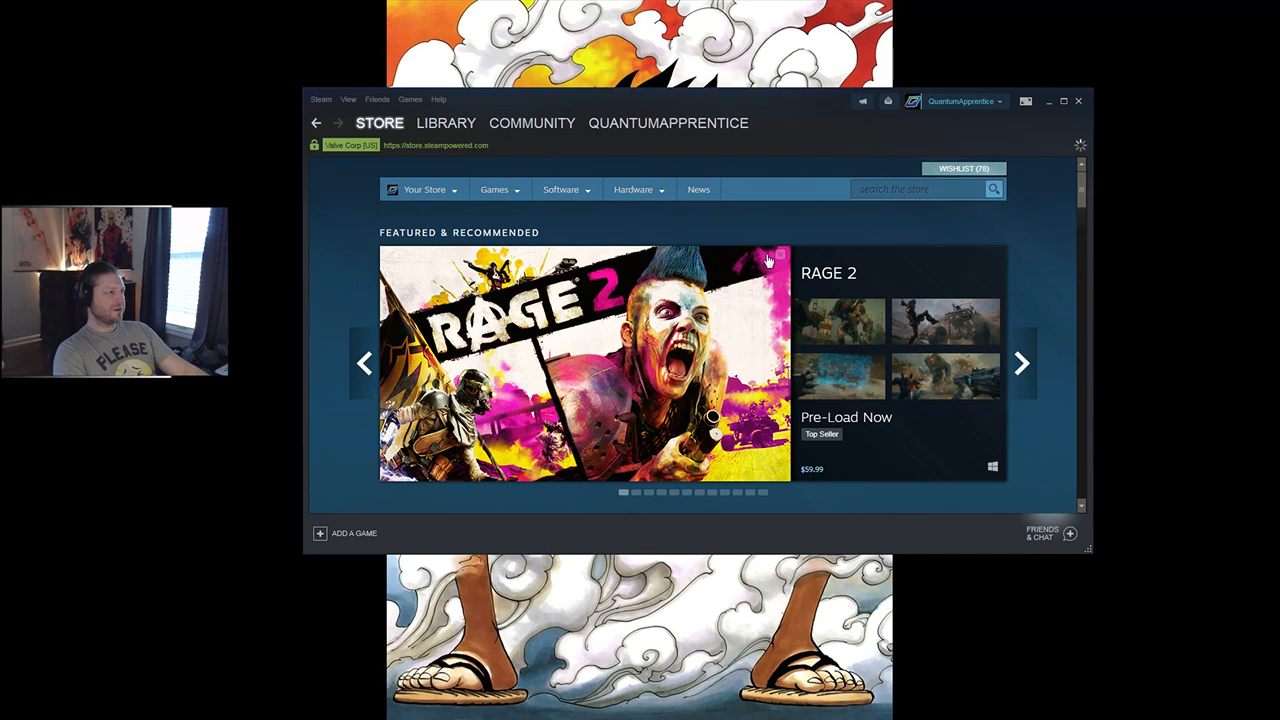 Steam View Friends Games Help
QuantumApprentice
STORE LIBRARY COMMUNITY QUANTUMAPPRENTICE
Valve Corp [US] https://store.steampowered.com
WISHLIST (78)
Your Store Games Software Hardware News
search the store
FEATURED & RECOMMENDED
RAGE 2
RAGE 2
Pre-Load Now
Top Seller
$59.99
ADD A GAME
FRIENDS
& CHAT
PLEASE